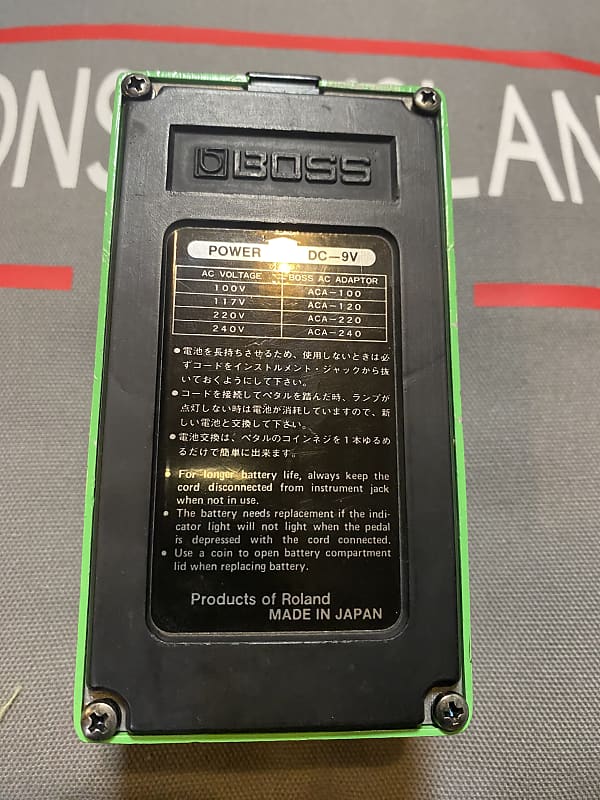 ONS
LAN
BOSS
POWER DC—9V
AC VOLTAGE BOSS AC ADAPTOR
100V ACA—100
117V ACA—120
220V ACA—220
240V ACA—240
●電池を長持ちさせるため、使用しないときは必
ずコードをインストルメント・ジャックから抜
いておくようにして下さい。
●コードを接続してペタルを踏んだ時、ランプが
点灯しない時は電池が消耗していますので、新
しい電池と交換して下さい。
●電池交換は、ペタルのコインネジを1本ゆるめ
るだけで簡単に出来ます。
● For longer battery life, always keep the
cord disconnected from instrument jack
when not in use.
● The battery needs replacement if the indi-
cator light will not light when the pedal
is depressed with the cord connected.
● Use a coin to open battery compartment
lid when replacing battery.
Products of Roland
MADE IN JAPAN